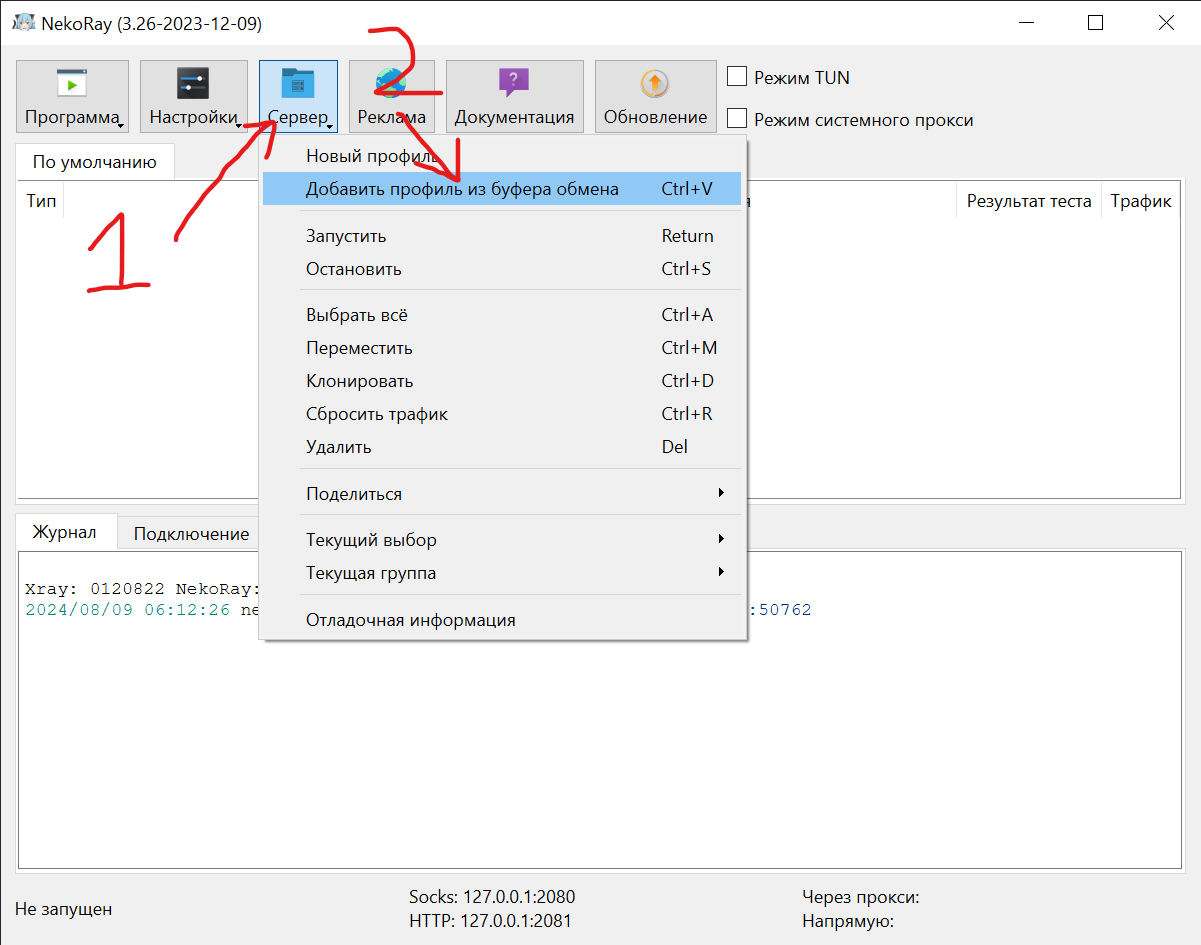 NekoRay (3.26-2023-12-09)
2
Программа Настройки Сервер Реклама Документация Обновление
Режим TUN
Режим системного прокси
По умолчанию
Новый профиль
Добавить профиль из буфера обмена Ctrl+V
Тип Результат теста Трафик
1
Запустить Return
Остановить Ctrl+S
Выбрать всё Ctrl+A
Переместить Ctrl+M
Клонировать Ctrl+D
Сбросить трафик Ctrl+R
Удалить Del
Поделиться
Текущий выбор
Текущая группа
Отладочная информация
Журнал Подключение
Xray: 0120822 NekoRay:
2024/08/09 06:12:26 ne :50762
Не запущен
Socks: 127.0.0.1:2080
HTTP: 127.0.0.1:2081
Через прокси:
Напрямую: